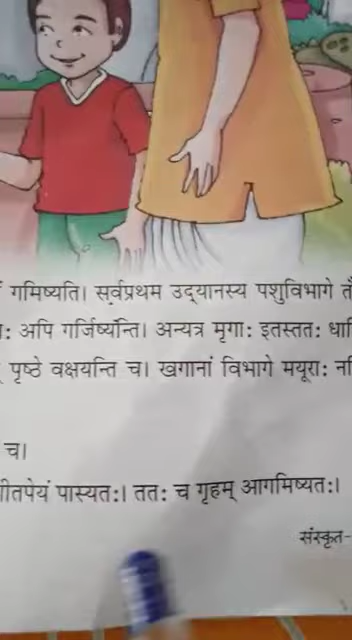 गमिष्यति। सर्वप्रथम उद्यानस्य पशुविभागे
अपि गर्जिष्यन्ति। अन्यत्र मृगाः इतस्ततः
पृष्ठे वक्षयन्ति च। खगानां विभागे मयूराः
च।
पास्यतः। ततः च गृहम् आगमिष्यतः।
संस्कृत-